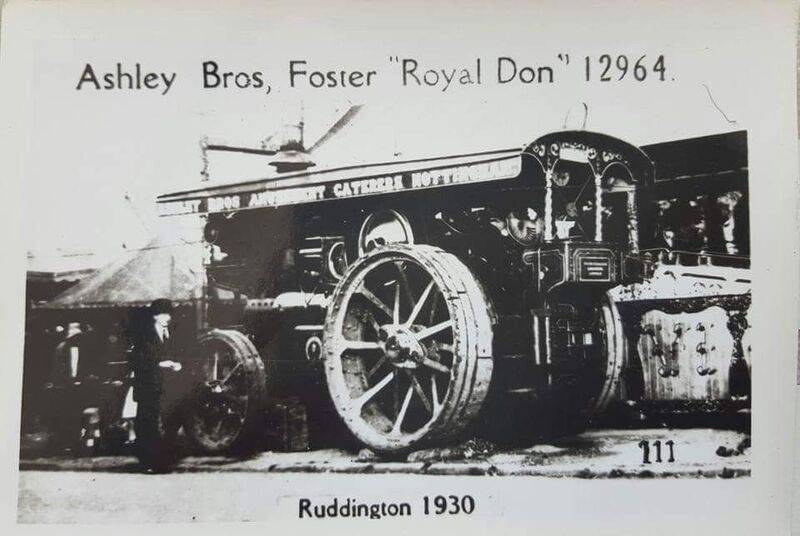 Ashley Bros, Foster "Royal Don" 12964.
BROS AMUSEMENT CATERERS NOTTINGHAM
111
Ruddington 1930